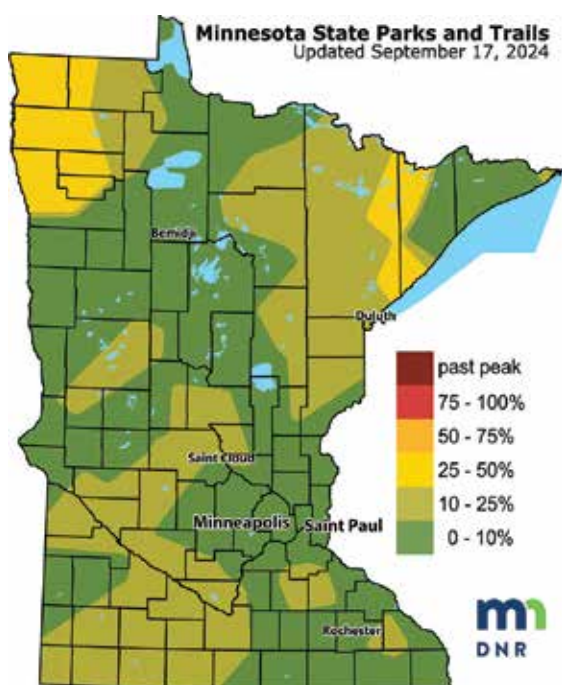 Minnesota State Parks and Trails
Updated September 17, 2024
Bemidji
Duluth
past peak
75 - 100%
50 - 75%
25 - 50%
10 - 25%
0 - 10%
Saint Cloud
Minneapolis
Saint Paul
Rochester
mn
DNR